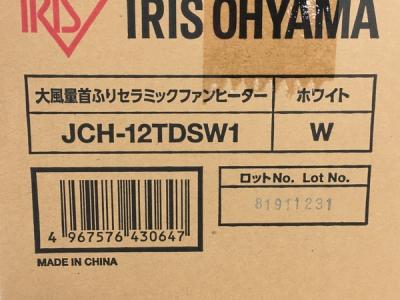 IRIS IRIS OHYAMA
大風量首ふりセラミックファンヒーター ホワイト
JCH-12TDSW1 W
ロットNo. Lot No.
81911231
4 967576 430647
MADE IN CHINA